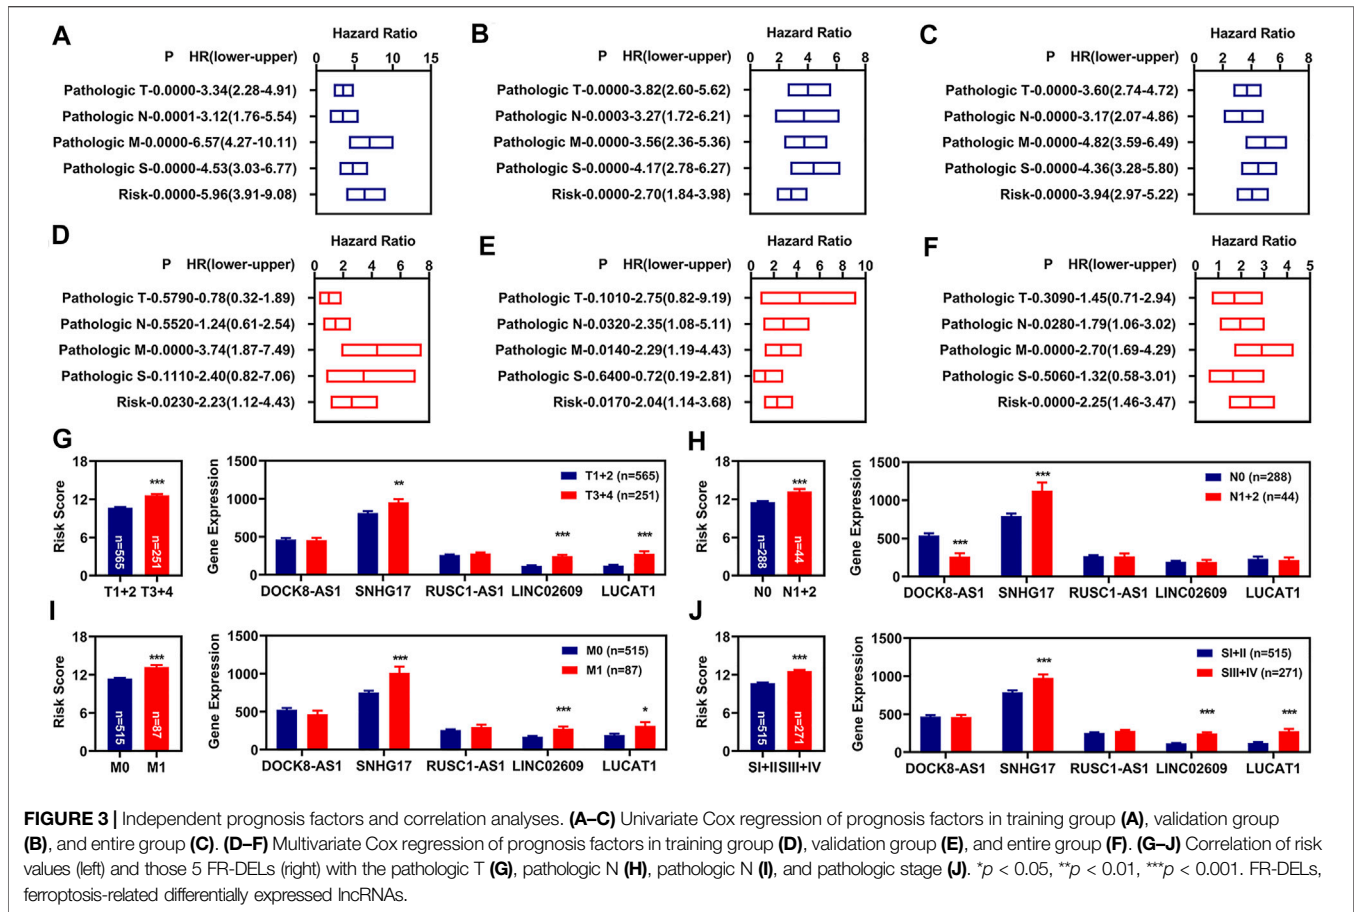 A
Hazard Ratio
P HR(lower-upper) 0 5 10 15
Pathologic T-0.0000-3.34(2.28-4.91)
Pathologic N-0.0001-3.12(1.76-5.54)
Pathologic M-0.0000-6.57(4.27-10.11)
Pathologic S-0.0000-4.53(3.03-6.77)
Risk-0.0000-5.96(3.91-9.08)
B
Hazard Ratio
P HR(lower-upper) 0 2 4 6 8
Pathologic T-0.0000-3.82(2.60-5.62)
Pathologic N-0.0003-3.27(1.72-6.21)
Pathologic M-0.0000-3.56(2.36-5.36)
Pathologic S-0.0000-4.17(2.78-6.27)
Risk-0.0000-2.70(1.84-3.98)
C
Hazard Ratio
P HR(lower-upper) 0 2 4 6 8
Pathologic T-0.0000-3.60(2.74-4.72)
Pathologic N-0.0000-3.17(2.07-4.86)
Pathologic M-0.0000-4.82(3.59-6.49)
Pathologic S-0.0000-4.36(3.28-5.80)
Risk-0.0000-3.94(2.97-5.22)
D
Hazard Ratio
P HR(lower-upper) 0 2 4 6 8
Pathologic T-0.5790-0.78(0.32-1.89)
Pathologic N-0.5520-1.24(0.61-2.54)
Pathologic M-0.0000-3.74(1.87-7.49)
Pathologic S-0.1110-2.40(0.82-7.06)
Risk-0.0230-2.23(1.12-4.43)
E
Hazard Ratio
P HR(lower-upper) 0 2 4 6 8 10
Pathologic T-0.1010-2.75(0.82-9.19)
Pathologic N-0.0320-2.35(1.08-5.11)
Pathologic M-0.0140-2.29(1.19-4.43)
Pathologic S-0.6400-0.72(0.19-2.81)
Risk-0.0170-2.04(1.14-3.68)
F
Hazard Ratio
P HR(lower-upper) 0 1 2 3 4 5
Pathologic T-0.3090-1.45(0.71-2.94)
Pathologic N-0.0280-1.79(1.06-3.02)
Pathologic M-0.0000-2.70(1.69-4.29)
Pathologic S-0.5060-1.32(0.58-3.01)
Risk-0.0000-2.25(1.46-3.47)
G
Risk Score
18
12
6
0
***
n=565
n=251
T1+2 T3+4
Gene Expression
1500
1000
500
0
T1+2 (n=565)
T3+4 (n=251)
** *** ***
DOCK8-AS1 SNHG17 RUSC1-AS1 LINC02609 LUCAT1
H
Risk Score
18
12
6
0
***
n=288
n=44
N0 N1+2
Gene Expression
1500
1000
500
0
N0 (n=288)
N1+2 (n=44)
*** ***
DOCK8-AS1 SNHG17 RUSC1-AS1 LINC02609 LUCAT1
I
Risk Score
18
12
6
0
***
n=515
n=87
M0 M1
Gene Expression
1500
1000
500
0
M0 (n=515)
M1 (n=87)
*** *** *
DOCK8-AS1 SNHG17 RUSC1-AS1 LINC02609 LUCAT1
J
Risk Score
18
12
6
0
***
n=515
n=271
SI+II SIII+IV
Gene Expression
1500
1000
500
0
SI+II (n=515)
SIII+IV (n=271)
*** *** ***
DOCK8-AS1 SNHG17 RUSC1-AS1 LINC02609 LUCAT1
FIGURE 3 | Independent prognosis factors and correlation analyses. (A–C) Univariate Cox regression of prognosis factors in training group (A), validation group
(B), and entire group (C). (D–F) Multivariate Cox regression of prognosis factors in training group (D), validation group (E), and entire group (F). (G–J) Correlation of risk
values (left) and those 5 FR-DELs (right) with the pathologic T (G), pathologic N (H), pathologic N (I), and pathologic stage (J). *p < 0.05, **p < 0.01, ***p < 0.001. FR-DELs,
ferroptosis-related differentially expressed lncRNAs.